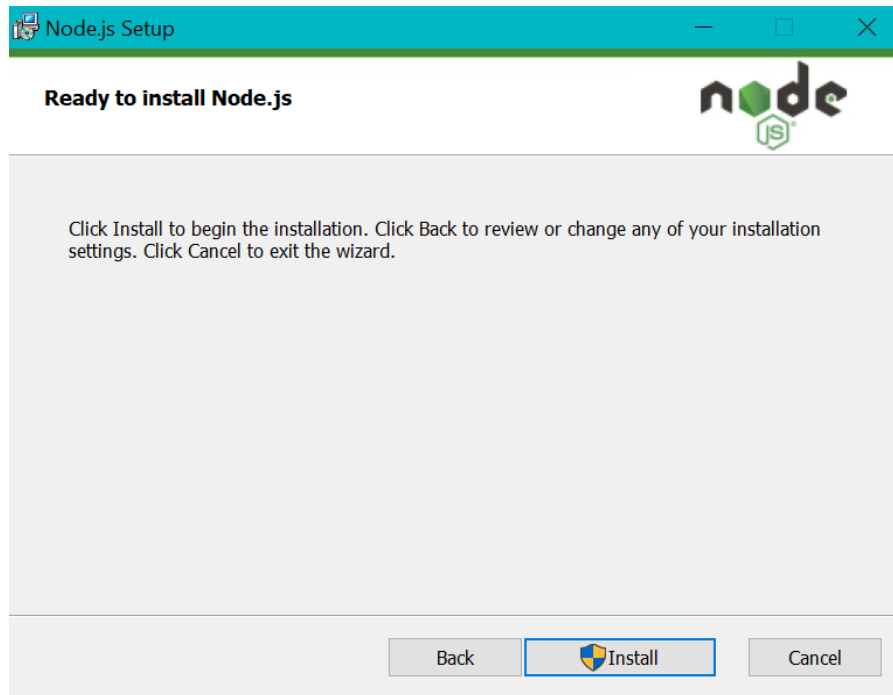 Node.js Setup
Ready to install Node.js
node
JS
Click Install to begin the installation. Click Back to review or change any of your installation
settings. Click Cancel to exit the wizard.
Back
Install
Cancel